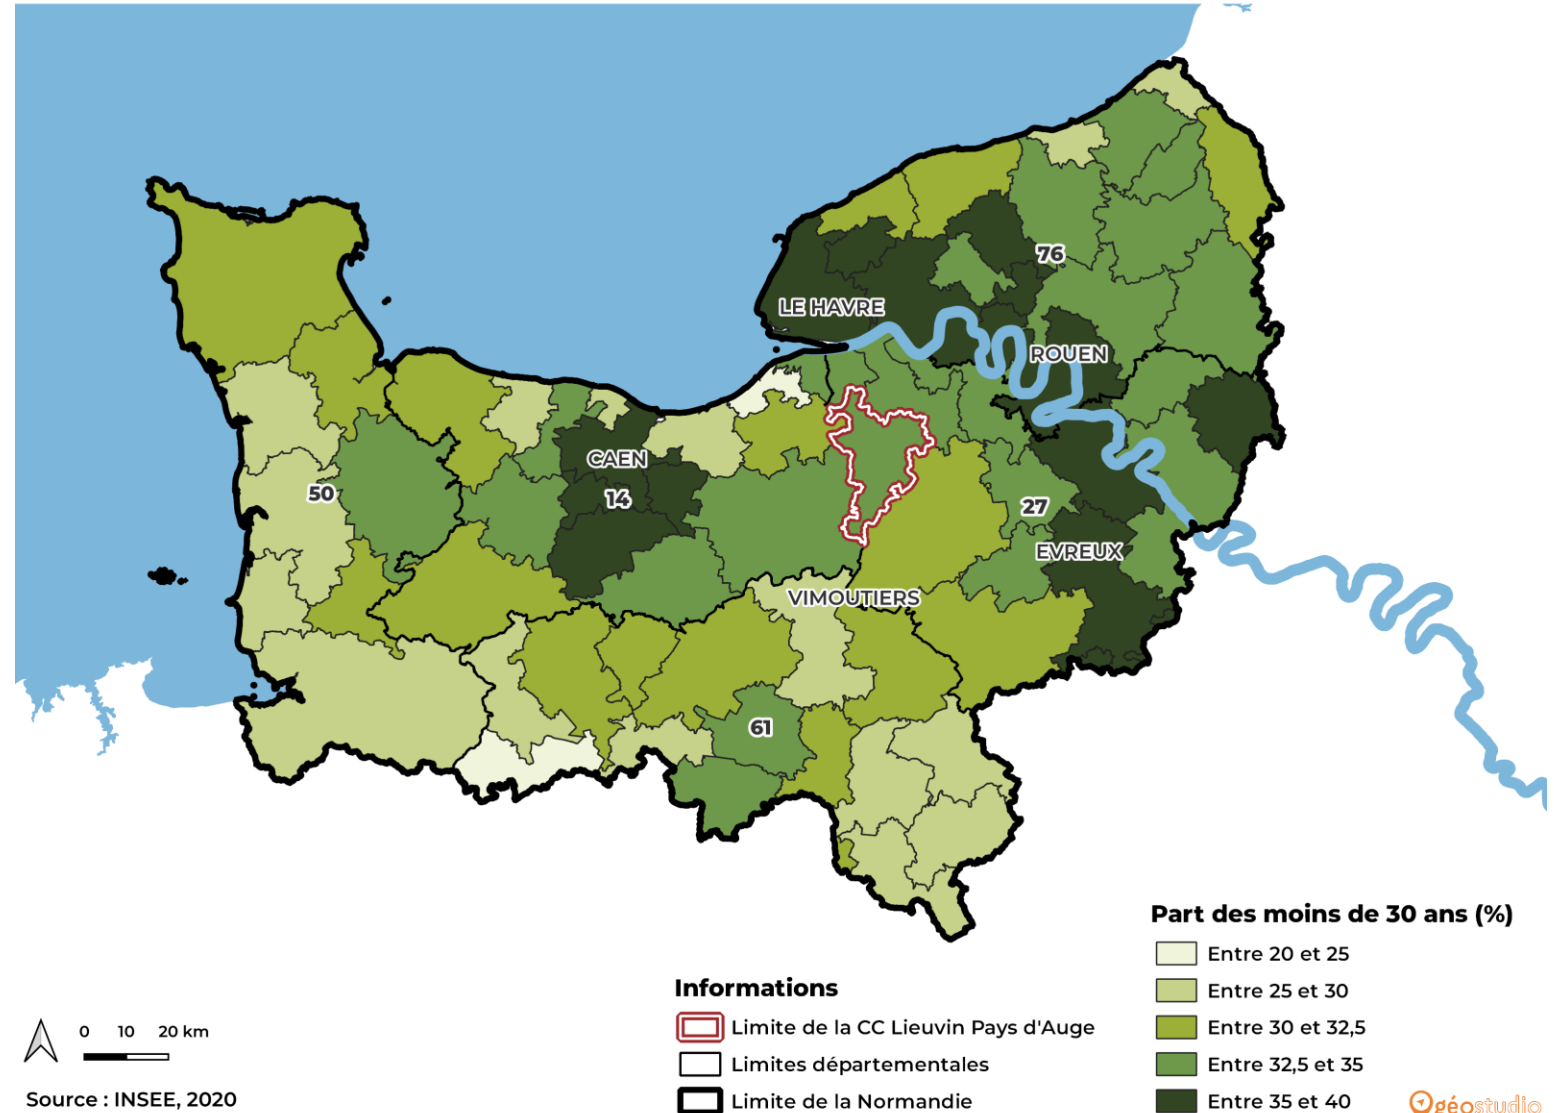 76
LE HAVRE
ROUEN
CAEN
50
14
27
EVREUX
VIMOUTIERS
61
Part des moins de 30 ans (%)
Entre 20 et 25
Entre 25 et 30
Entre 30 et 32,5
Entre 32,5 et 35
Entre 35 et 40
Informations
Limite de la CC Lieuvin Pays d'Auge
Limites départementales
Limite de la Normandie
0 10 20 km
Source : INSEE, 2020
géostudio